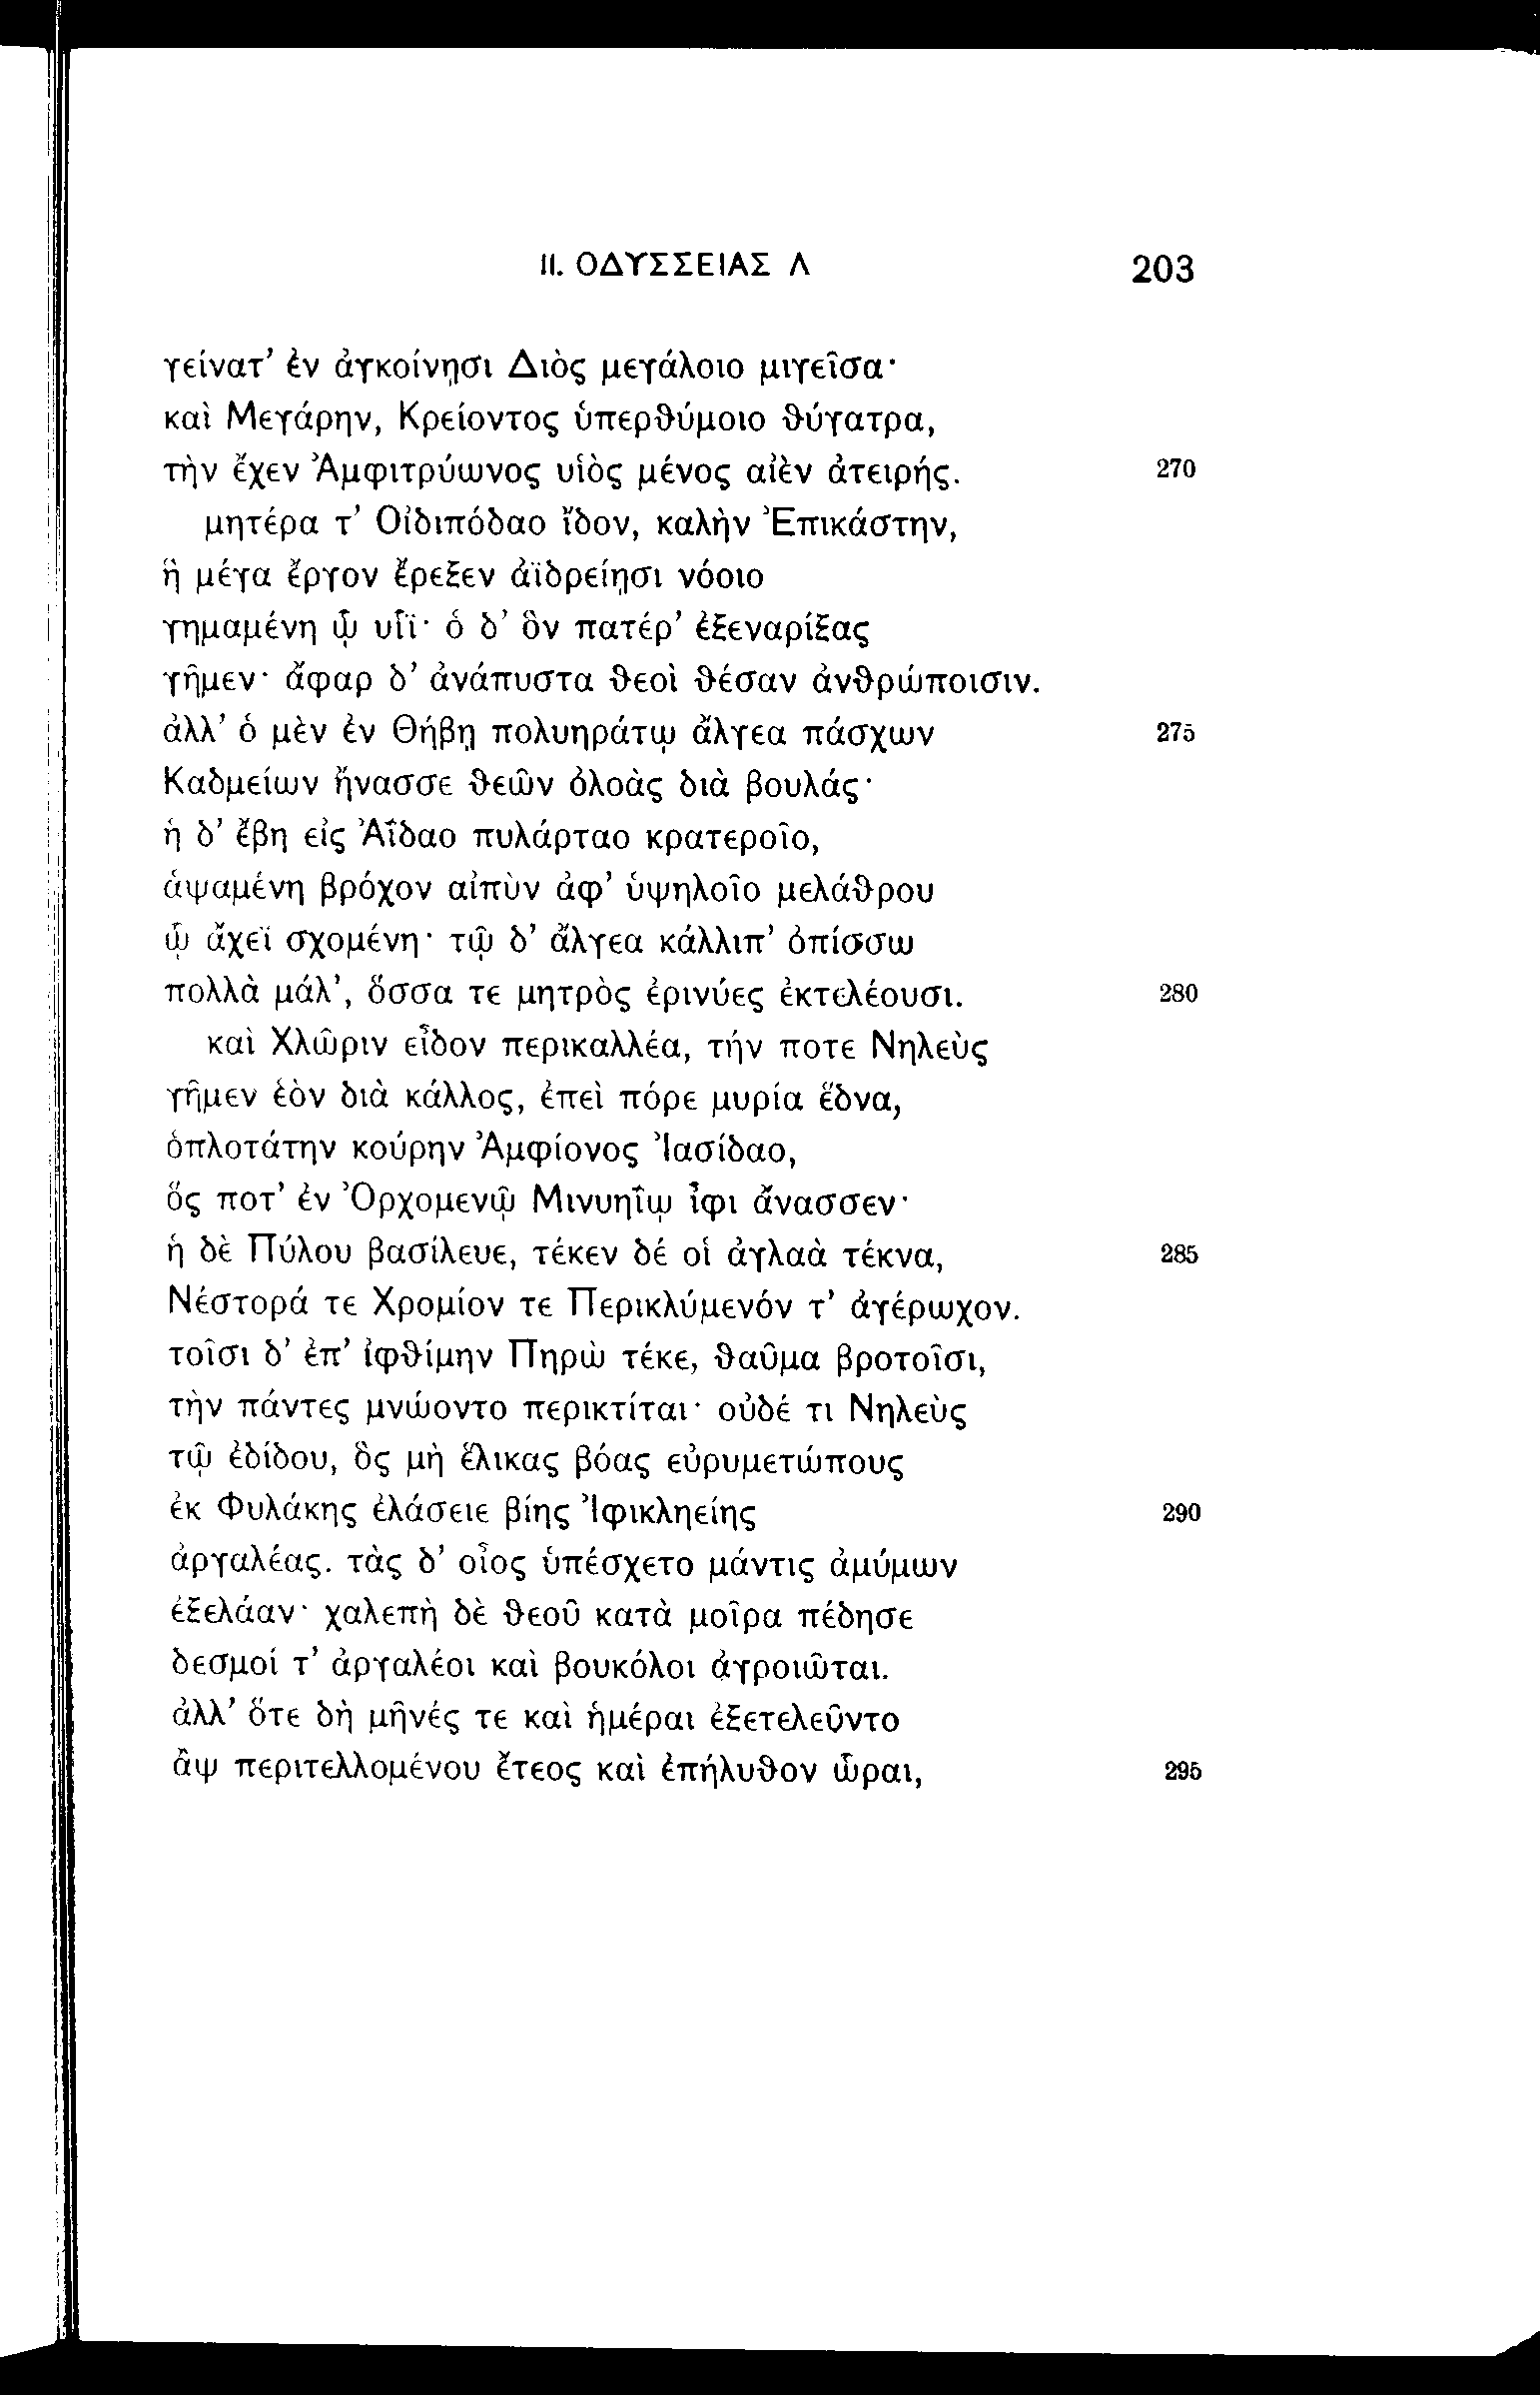 II. ΟΔΥΣΣΕΙΑΣ Λ 203
γείνατ’ ἐν ἀγκοίνῃσι Διὸς μεγάλοιο μιγεῖσα·
καὶ Μεγάρην, Κρείοντος ὑπερθύμοιο θύγατρα,
τὴν ἔχεν Ἀμφιτρύωνος υἱὸς μένος αἰὲν ἀτειρής. 270
μητέρα τ’ Οἰδιπόδαο ἴδον, καλὴν Ἐπικάστην,
ἣ μέγα ἔργον ἔρεξεν ἀϊδρείῃσι νόοιο
γημαμένη ᾧ υἷϊ· ὁ δ’ ὃν πατέρ’ ἐξεναρίξας
γῆμεν· ἄφαρ δ’ ἀνάπυστα θεοὶ θέσαν ἀνθρώποισιν.
ἀλλ’ ὁ μὲν ἐν Θήβῃ πολυηράτῳ ἄλγεα πάσχων 275
Καδμείων ἤνασσε θεῶν ὀλοὰς διὰ βουλάς·
ἡ δ’ ἔβη εἰς Ἀΐδαο πυλάρταο κρατεροῖο,
ἁψαμένη βρόχον αἰπὺν ἀφ’ ὑψηλοῖο μελάθρου
ᾧ ἄχεϊ σχομένη· τῷ δ’ ἄλγεα κάλλιπ’ ὀπίσσω
πολλὰ μάλ’, ὅσσα τε μητρὸς ἐρινύες ἐκτελέουσι. 280
καὶ Χλῶριν εἶδον περικαλλέα, τήν ποτε Νηλεὺς
γῆμεν ἑὸν διὰ κάλλος, ἐπεὶ πόρε μυρία ἕδνα,
ὁπλοτάτην κούρην Ἀμφίονος Ἰασίδαο,
ὅς ποτ’ ἐν Ὀρχομενῷ Μινυηΐῳ ἶφι ἄνασσεν·
ἡ δὲ Πύλου βασίλευε, τέκεν δέ οἱ ἀγλαὰ τέκνα, 285
Νέστορά τε Χρομίον τε Περικλύμενόν τ’ ἀγέρωχον.
τοῖσι δ’ ἐπ’ ἰφθίμην Πηρὼ τέκε, θαῦμα βροτοῖσι,
τὴν πάντες μνώοντο περικτίται· οὐδέ τι Νηλεὺς
τῷ ἐδίδου, ὃς μὴ ἕλικας βόας εὐρυμετώπους
ἐκ Φυλάκης ἐλάσειε βίης Ἰφικληείης 290
ἀργαλέας. τὰς δ’ οἶος ὑπέσχετο μάντις ἀμύμων
ἐξελάαν· χαλεπὴ δὲ θεοῦ κατὰ μοῖρα πέδησε
δεσμοί τ’ ἀργαλέοι καὶ βουκόλοι ἀγροιῶται.
ἀλλ’ ὅτε δὴ μῆνές τε καὶ ἡμέραι ἐξετελεῦντο
ἂψ περιτελλομένου ἔτεος καὶ ἐπήλυθον ὧραι, 295